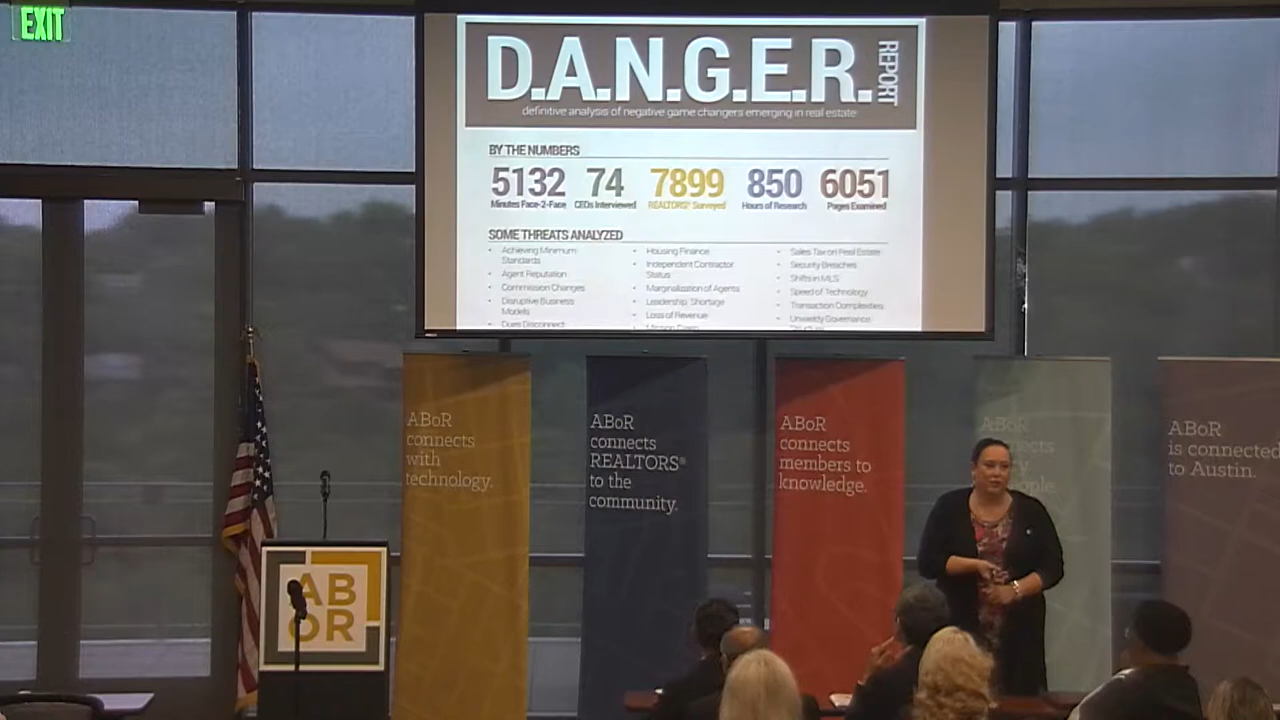 EXIT
D.A.N.G.E.R.
REPORT
definitive analysis of negative game changers emerging in real estate
BY THE NUMBERS
5132 74 7899 850 6051
Minutes Face-2-Face CEOs Interviewed REALTORS® Surveyed Hours of Research Pages Examined
SOME THREATS ANALYZED
• Achieving Minimum
Standards
• Agent Reputation
• Commission Changes
• Disruptive Business
Models
• Dues Disconnect
• Housing Finance
• Independent Contractor
Status
• Marginalization of Agents
• Leadership Shortage
• Loss of Revenue
• Sales Tax on Real Estate
• Security Breaches
• Shifts in MLS
• Speed of Technology
• Transaction Complexities
• Unwieldy Governance
ABoR
connects
with
technology.
ABoR
connects
REALTORS®
to the
community.
ABoR
connects
members to
knowledge.
ABoR
ABoR
is connected
to Austin.
AB
OR